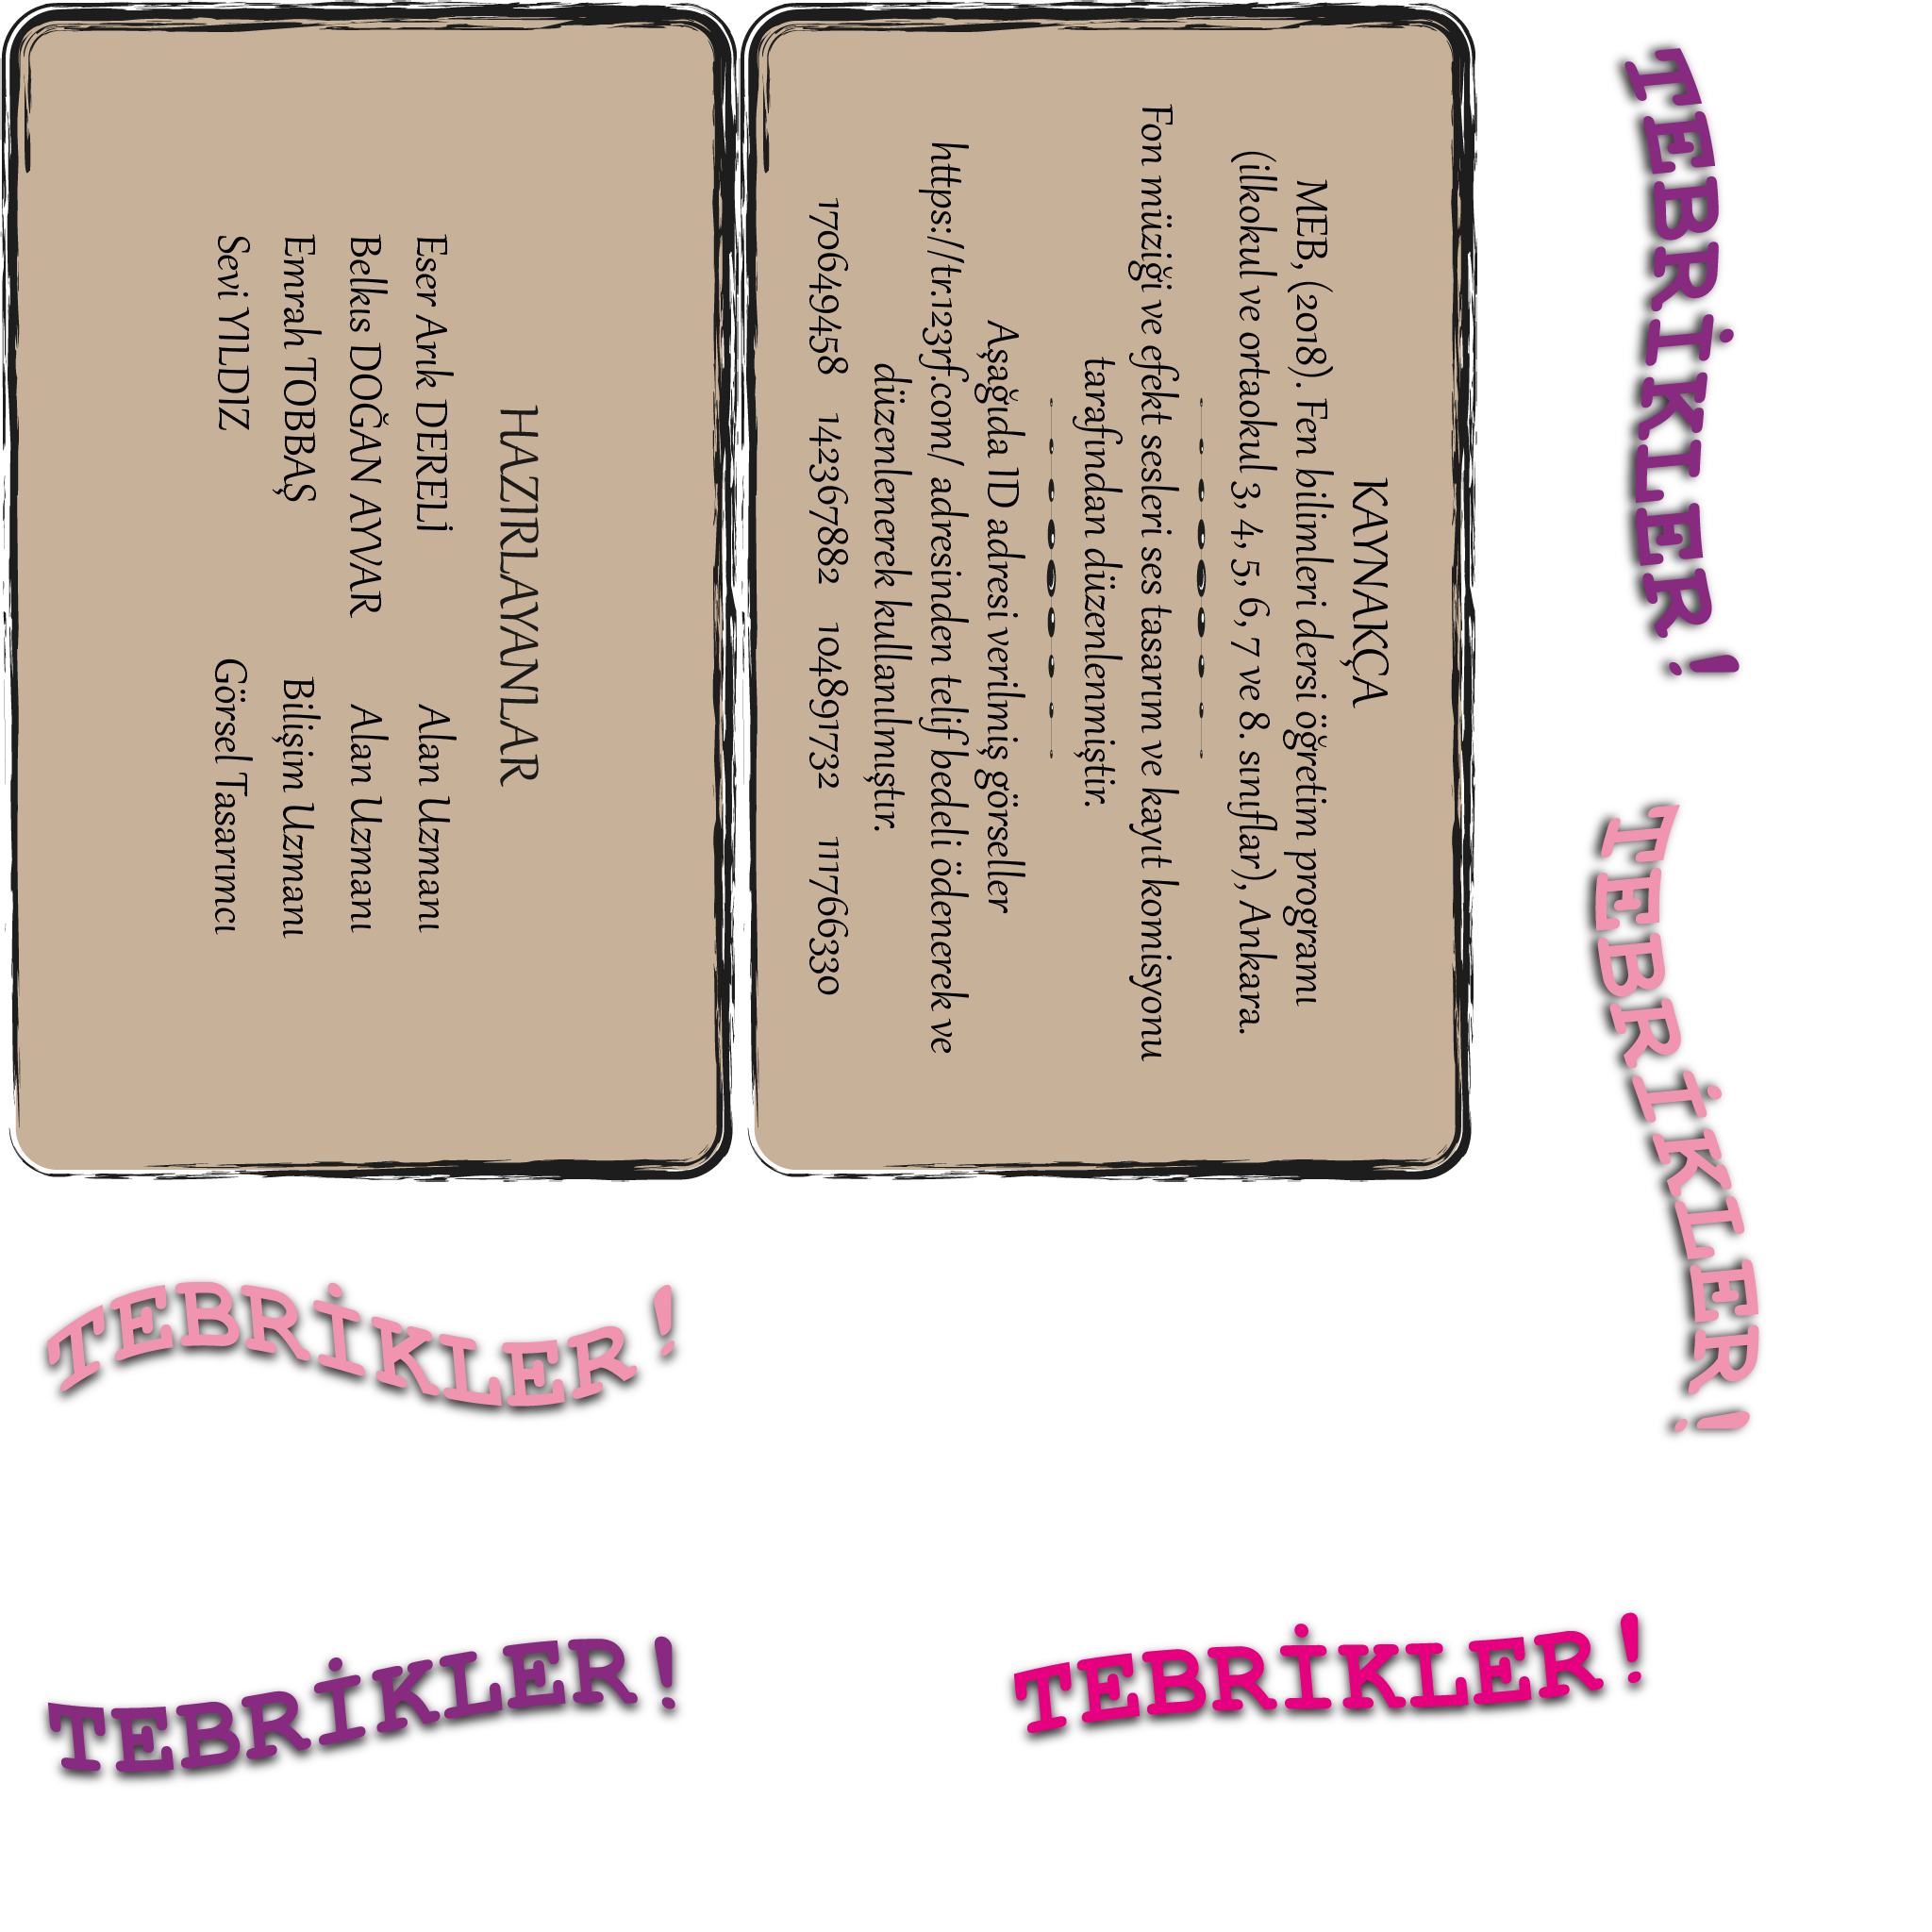 HAZIRLAYANLAR
Eser Arık DERELİ Alan Uzmanı
Belkıs DOĞAN AYVAR Alan Uzmanı
Emrah TOBBAŞ Bilişim Uzmanı
Sevi YILDIZ Görsel Tasarımcı
KAYNAKÇA
MEB, (2018). Fen bilimleri dersi öğretim programı
(ilkokul ve ortaokul 3, 4, 5, 6, 7 ve 8. sınıflar), Ankara.
Fon müziği ve efekt sesleri ses tasarım ve kayıt komisyonu
tarafından düzenlenmiştir.
Aşağıda ID adresi verilmiş görseller
https://tr.123rf.com/ adresinden telif bedeli ödenerek ve
düzenlenerek kullanılmıştır.
170649458 142367882 104891732 111766330
TEBRİKLER!
TEBRİKLER!
TEBRİKLER!
TEBRİKLER!
TEBRİKLER!